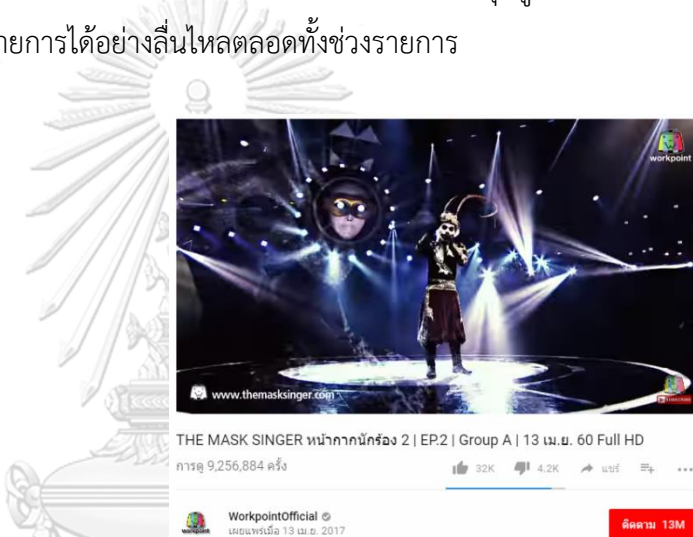 ายการได้อย่างลื่นไหลตลอดทั้งช่วงรายการ
workpoint
www.themasksinger.com
THE MASK SINGER หน้ากากนักร้อง 2 | EP.2 | Group A | 13 เม.ย. 60 Full HD
การดู 9,256,884 ครั้ง
32K 4.2K แชร์
WorkpointOfficial
เผยแพร่เมื่อ 13 เม.ย. 2017
ติดตาม 13M